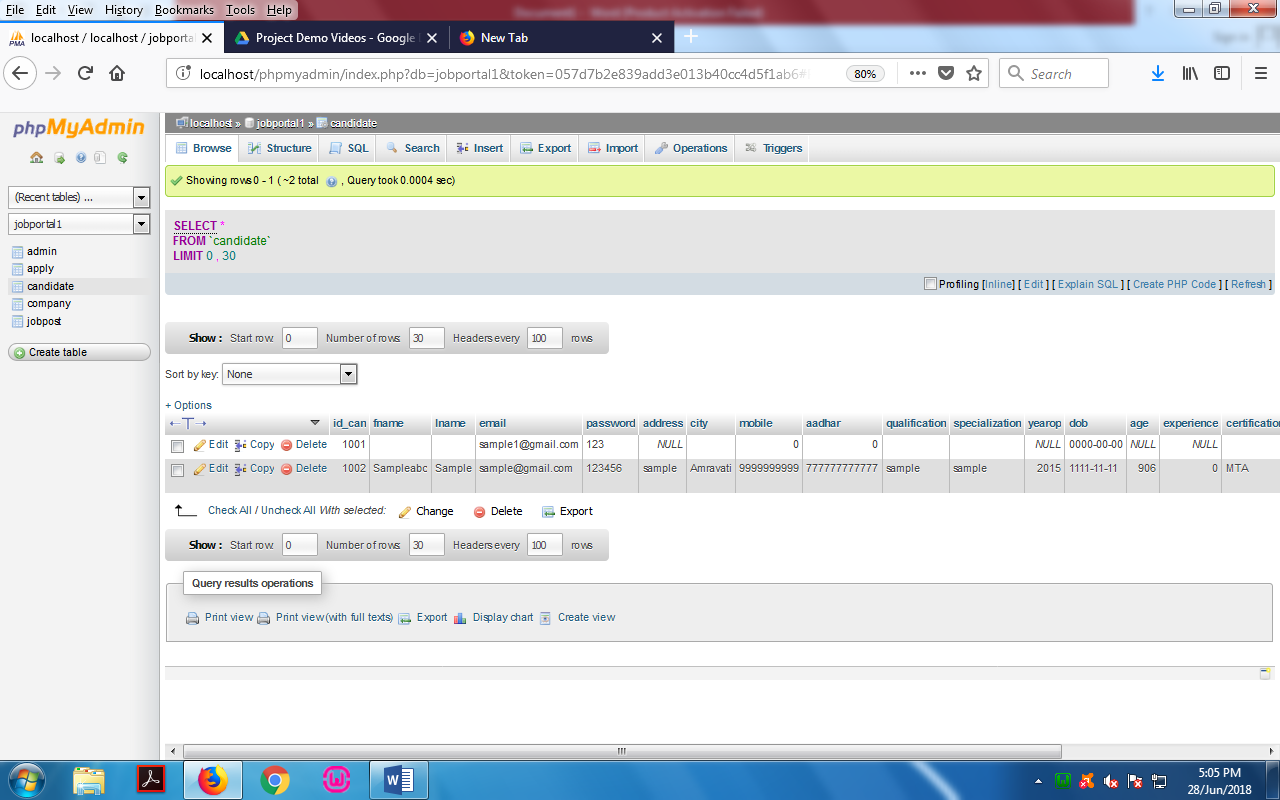 Document1 - Word (Product Activation Failed)
File Edit View History Bookmarks Tools Help
PMA localhost / localhost / jobportal Project Demo Videos - Google New Tab
localhost/phpmyadmin/index.php?db=jobportal1&token=057d7b2e839add3e013b40cc4d5f1ab6# 80% Search
phpMyAdmin
(Recent tables) ...
jobportal1
admin
apply
candidate
company
jobpost
Create table
localhost » jobportal1 » candidate
Browse Structure SQL Search Insert Export Import Operations Triggers
Showing rows 0 - 1 ( ~2 total , Query took 0.0004 sec)
SELECT *
FROM `candidate`
LIMIT 0 , 30
Profiling [Inline] [ Edit ] [ Explain SQL ] [ Create PHP Code ] [ Refresh ]
Show : Start row: 0 Number of rows: 30 Headers every 100 rows
Sort by key: None
+ Options
←T→ id_can fname lname email password address city mobile aadhar qualification specialization yearop dob age experience certification
Edit Copy Delete 1001 sample1@gmail.com 123 NULL 0 0 NULL 0000-00-00 NULL NULL
Edit Copy Delete 1002 Sampleabc Sample sample@gmail.com 123456 sample Amravati 9999999999 777777777777 sample sample 2015 1111-11-11 906 0 MTA
Check All / Uncheck All With selected: Change Delete Export
Show : Start row: 0 Number of rows: 30 Headers every 100 rows
Query results operations
Print view Print view (with full texts) Export Display chart Create view
5:05 PM
28/Jun/2018